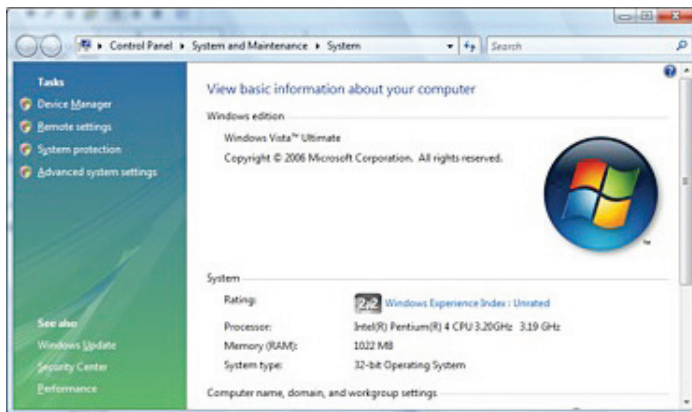 Control Panel ▸ System and Maintenance ▸ System
Search
Tasks
Device Manager
Remote settings
System protection
Advanced system settings
See also
Windows Update
Security Center
Performance
View basic information about your computer
Windows edition
Windows Vista™ Ultimate
Copyright © 2006 Microsoft Corporation. All rights reserved.
TM
System
Rating: Windows Experience Index : Unrated
Processor: Intel(R) Pentium(R) 4 CPU 3.20GHz 3.19 GHz
Memory (RAM): 1022 MB
System type: 32-bit Operating System
Computer name, domain, and workgroup settings